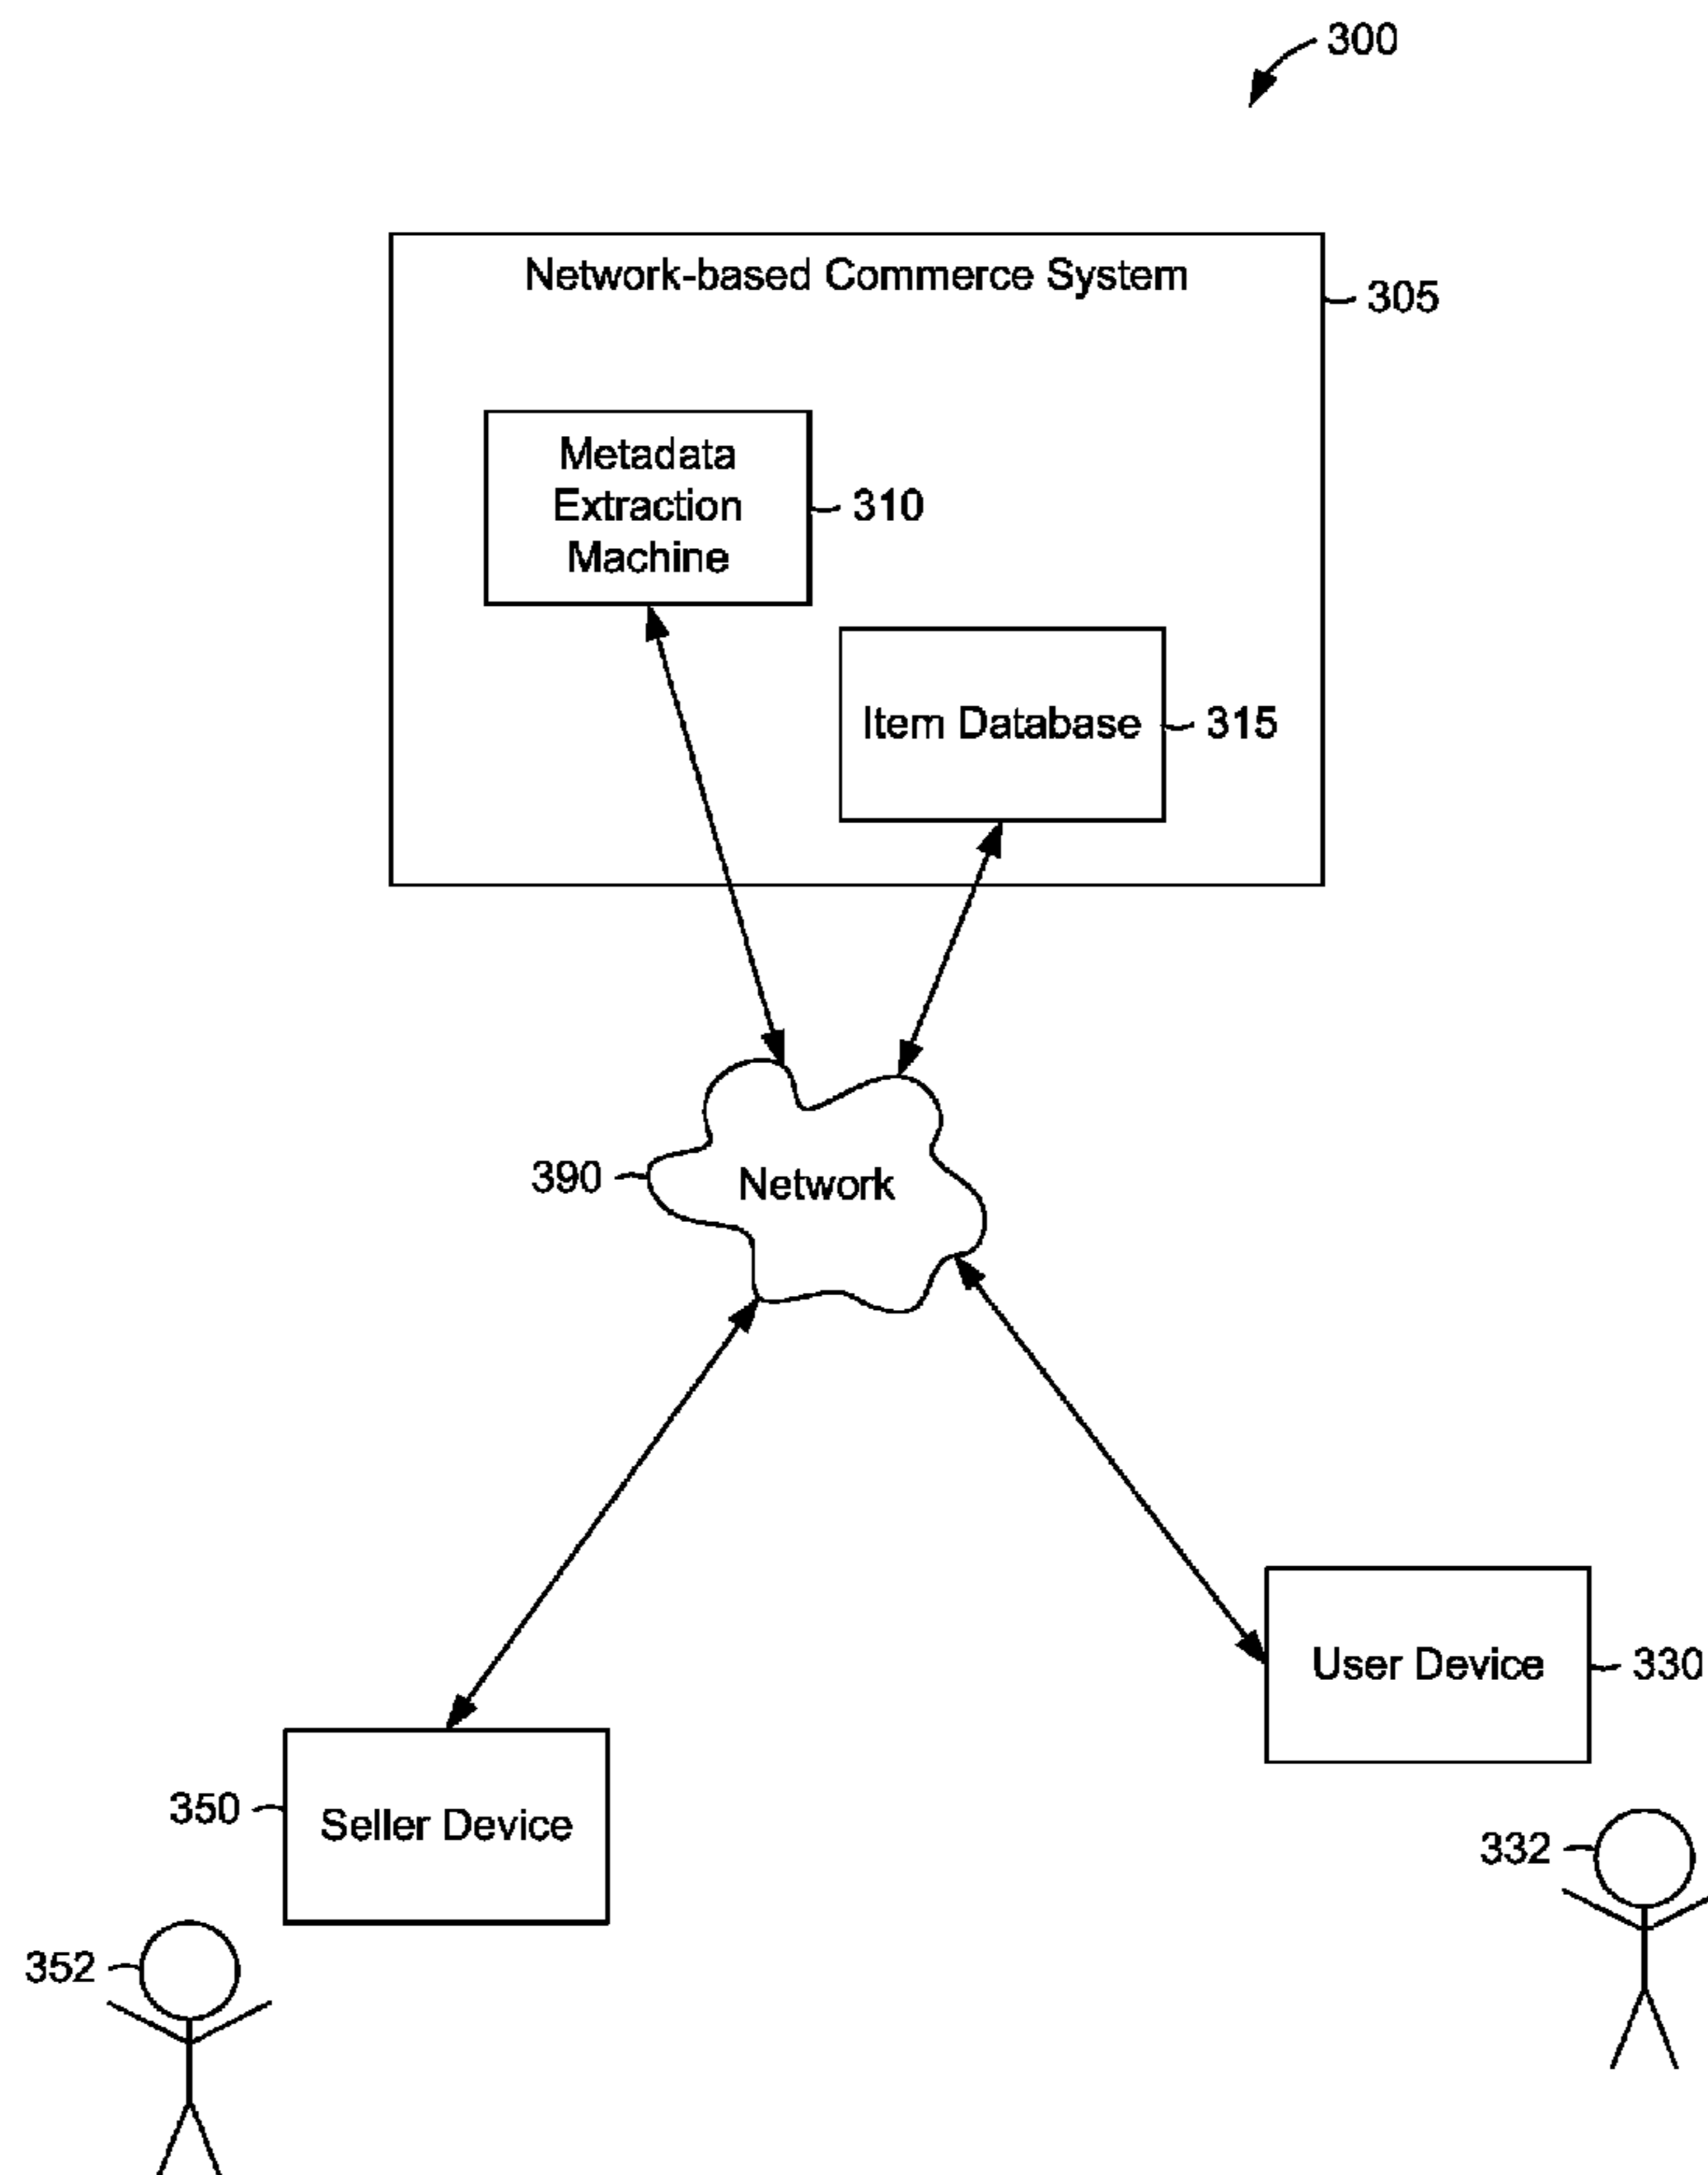 300
Network-based Commerce System
305
Metadata
Extraction
Machine
310
Item Database
315
390
Network
User Device
330
350
Seller Device
332
352